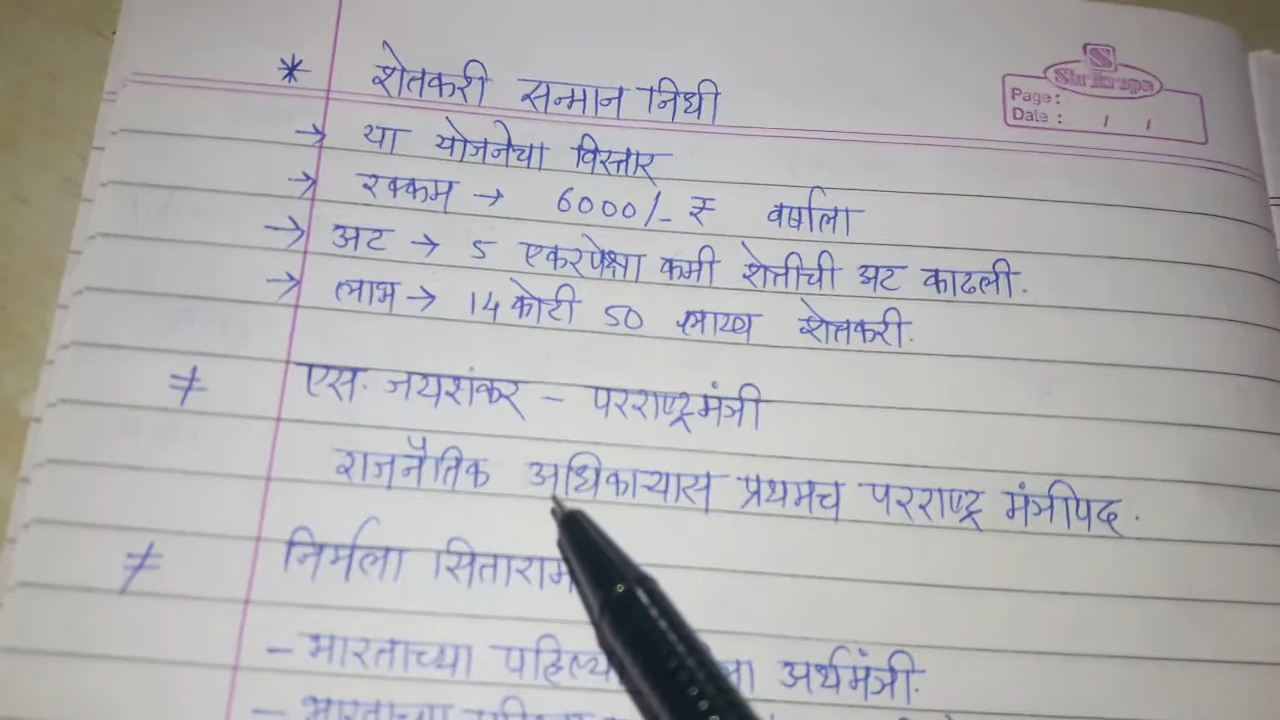 * शेतकरी सन्मान निधी
Page:
Date : / /
→ या योजनेचा विस्तार
→ रक्कम → 6000/- ₹ वर्षाला
→ अट → 5 एकरपेक्षा कमी शेतीची अट काढली.
→ लाभ → 14 कोटी 50 लाख शेतकरी.
≠ एस. जयशंकर – परराष्ट्रमंत्री
राजनैतिक अधिकाऱ्यास प्रथमच परराष्ट्र मंत्रीपद.
≠ निर्मला
- भारताच्या अर्थमंत्री.